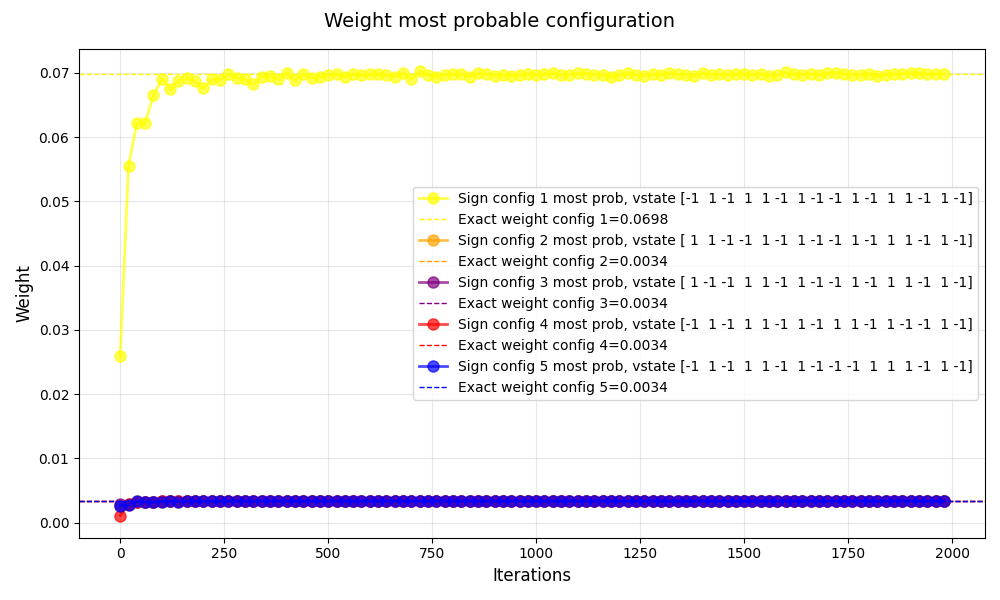 Weight most probable configuration
Weight
0.07
0.06
0.05
0.04
0.03
0.02
0.01
0.00
Sign config 1 most prob, vstate [-1  1 -1  1  1 -1  1 -1 -1  1 -1  1  1 -1  1 -1]
Exact weight config 1=0.0698
Sign config 2 most prob, vstate [ 1  1 -1 -1  1 -1  1 -1 -1  1 -1  1  1 -1  1 -1]
Exact weight config 2=0.0034
Sign config 3 most prob, vstate [ 1 -1 -1  1  1 -1  1 -1 -1  1 -1  1  1 -1  1 -1]
Exact weight config 3=0.0034
Sign config 4 most prob, vstate [-1  1 -1  1  1 -1  1 -1  1  1 -1  1 -1 -1  1 -1]
Exact weight config 4=0.0034
Sign config 5 most prob, vstate [-1  1 -1  1  1 -1  1 -1 -1 -1  1  1  1 -1  1 -1]
Exact weight config 5=0.0034
0 250 500 750 1000 1250 1500 1750 2000
Iterations